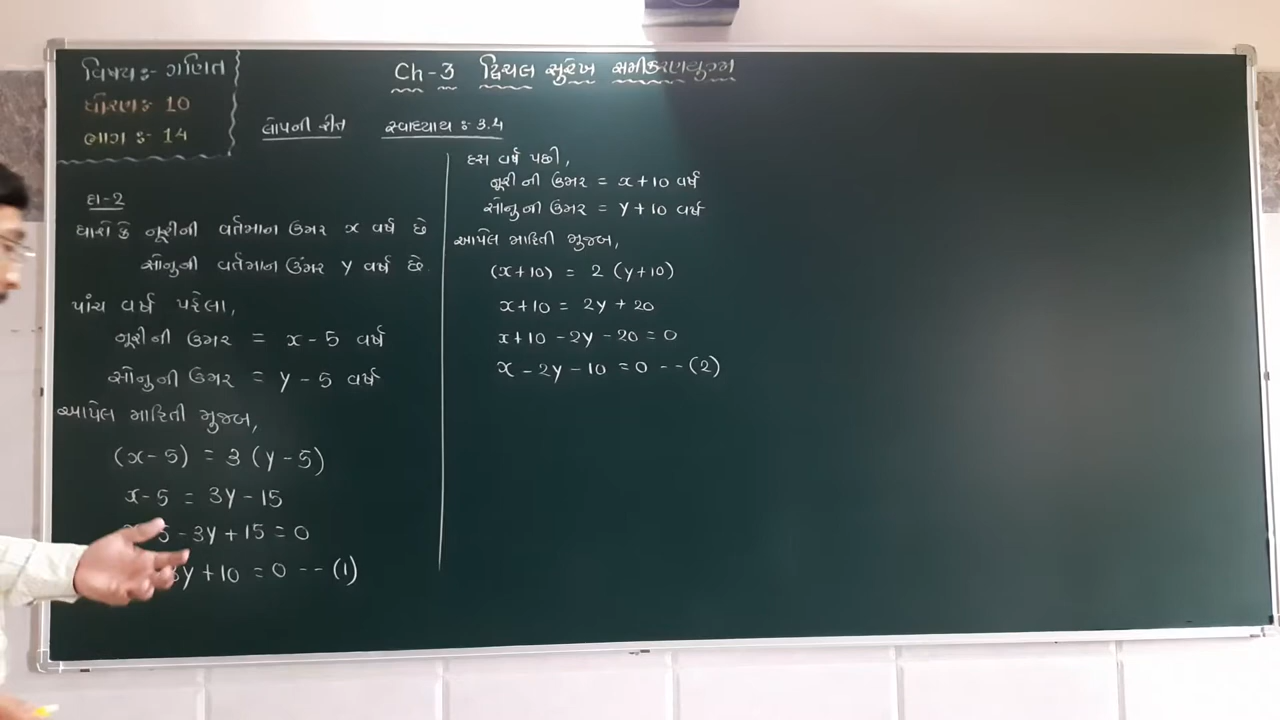 વિષય :- ગણિત
ધોરણ : 10
ભાગ :- 14
Ch-3 દ્વિચલ સુરેખ સમીકરણયુગ્મ
લોપની રીત સ્વાધ્યાય : 3.4
દા-2
ધારો કે નૂરીની વર્તમાન ઉંમર x વર્ષ છે
સોનુની વર્તમાન ઉંમર y વર્ષ છે.
પાંચ વર્ષ પહેલા,
નૂરીની ઉંમર = x-5 વર્ષ
સોનુની ઉંમર = y-5 વર્ષ
આપેલ માહિતી મુજબ,
(x-5) = 3 (y-5)
x-5 = 3y-15
5 - 3y + 15 = 0
y + 10 = 0 -- (1)
દસ વર્ષ પછી,
નૂરીની ઉંમર = x+10 વર્ષ
સોનુની ઉંમર = y+10 વર્ષ
આપેલ માહિતી મુજબ,
(x+10) = 2 (y+10)
x+10 = 2y + 20
x+10 - 2y - 20 = 0
x - 2y - 10 = 0 -- (2)